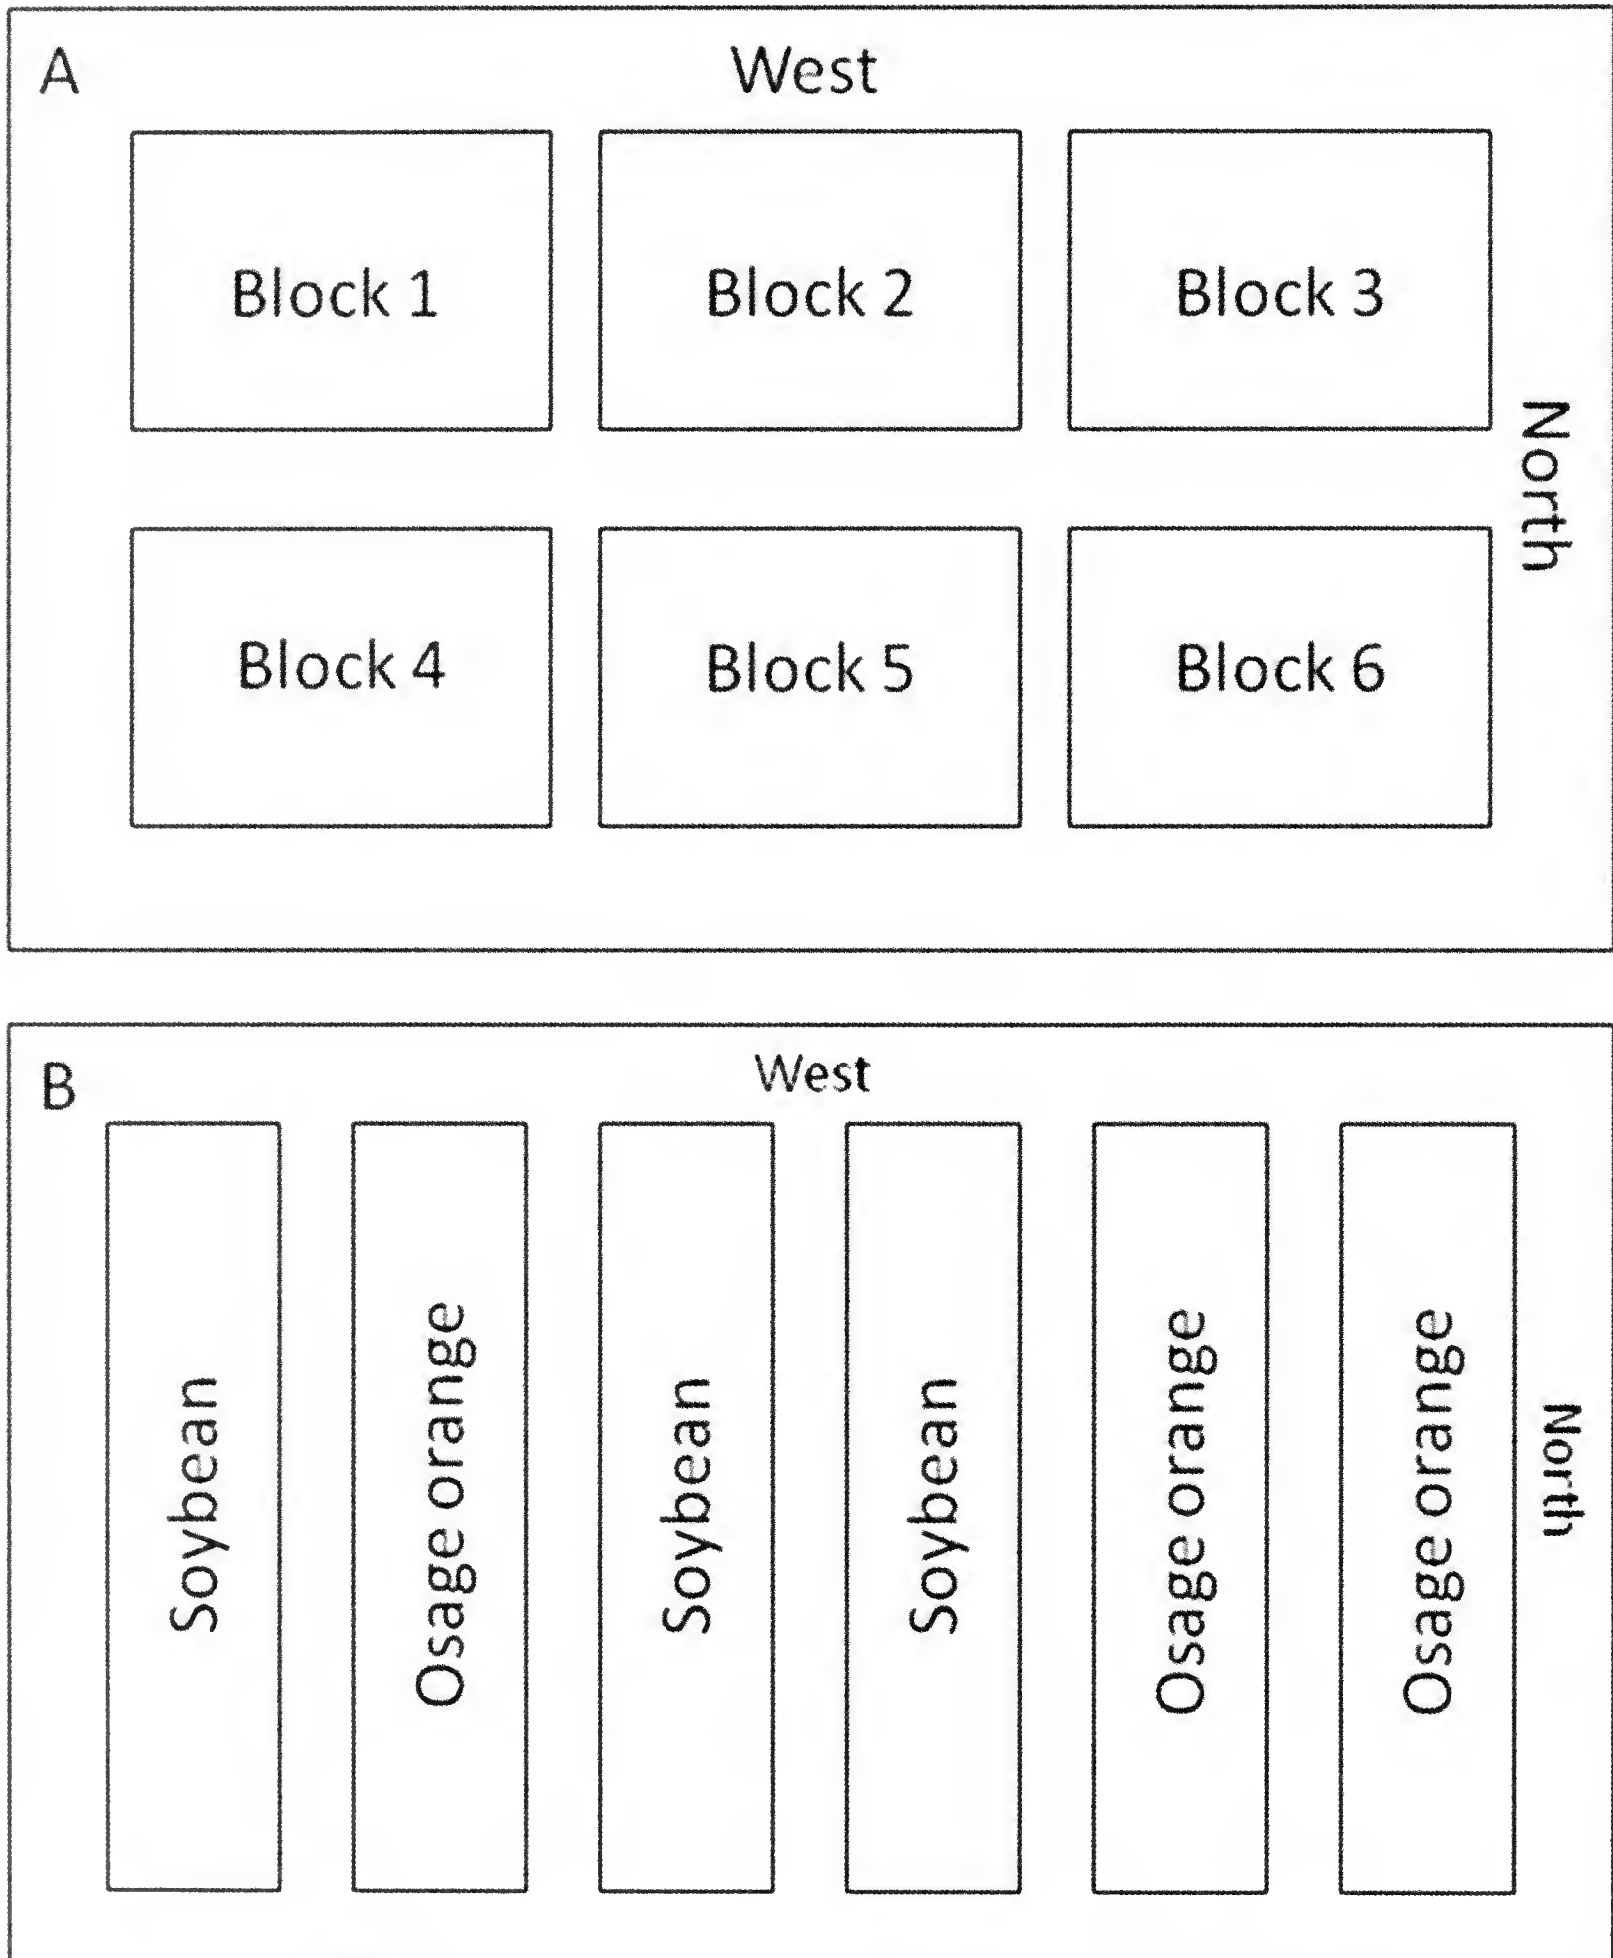 A
West
Block 1
Block 2
Block 3
North
Block 4
Block 5
Block 6
B
West
Soybean
Osage orange
Soybean
Soybean
Osage orange
Osage orange
North